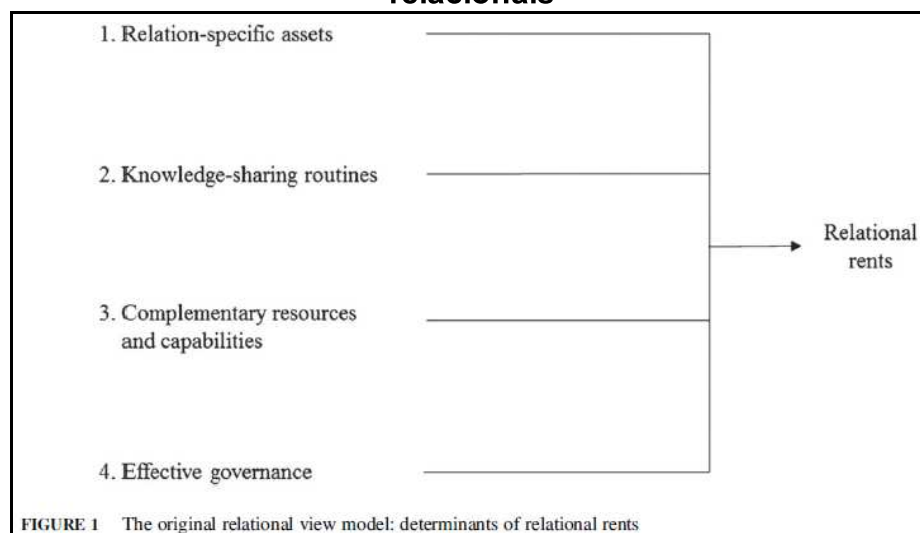 relacionais
1. Relation-specific assets
2. Knowledge-sharing routines
Relational
rents
3. Complementary resources
and capabilities
4. Effective governance
FIGURE 1 The original relational view model: determinants of relational rents